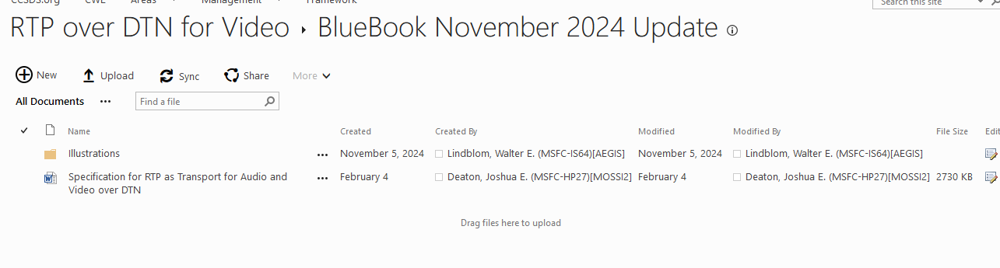 CCSDS.org CWE Areas Management Framework
Search this site
RTP over DTN for Video ▸ BlueBook November 2024 Update
New Upload Sync Share More
All Documents ••• Find a file
Name Created Created By Modified Modified By File Size Edit
Illustrations ••• November 5, 2024 Lindblom, Walter E. (MSFC-IS64)[AEGIS] November 5, 2024 Lindblom, Walter E. (MSFC-IS64)[AEGIS]
Specification for RTP as Transport for Audio and ••• February 4 Deaton, Joshua E. (MSFC-HP27)[MOSSI2] February 4 Deaton, Joshua E. (MSFC-HP27)[MOSSI2] 2730 KB
Video over DTN
Drag files here to upload